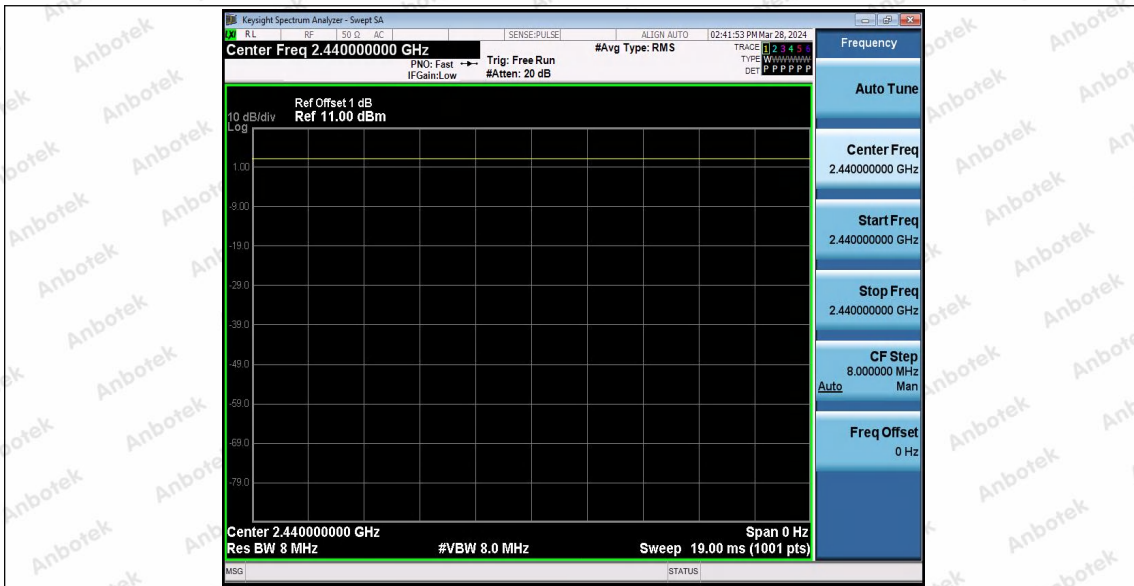 Keysight Spectrum Analyzer - Swept SA
LXI RL RF 50 Ω AC SENSE:PULSE ALIGN AUTO 02:41:53 PM Mar 28, 2024
Center Freq 2.440000000 GHz
PNO: Fast
IFGain:Low
Trig: Free Run
#Atten: 20 dB
#Avg Type: RMS
TRACE 1 2 3 4 5 6
TYPE WWWWWW
DET P P P P P P
Ref Offset 1 dB
10 dB/div Ref 11.00 dBm
Log
1.00
-9.00
-19.0
-29.0
-39.0
-49.0
-59.0
-69.0
-79.0
Center 2.440000000 GHz
Span 0 Hz
Res BW 8 MHz
#VBW 8.0 MHz
Sweep 19.00 ms (1001 pts)
MSG
STATUS
Frequency
Auto Tune
Center Freq
2.440000000 GHz
Start Freq
2.440000000 GHz
Stop Freq
2.440000000 GHz
CF Step
8.000000 MHz
Auto Man
Freq Offset
0 Hz
Anbotek